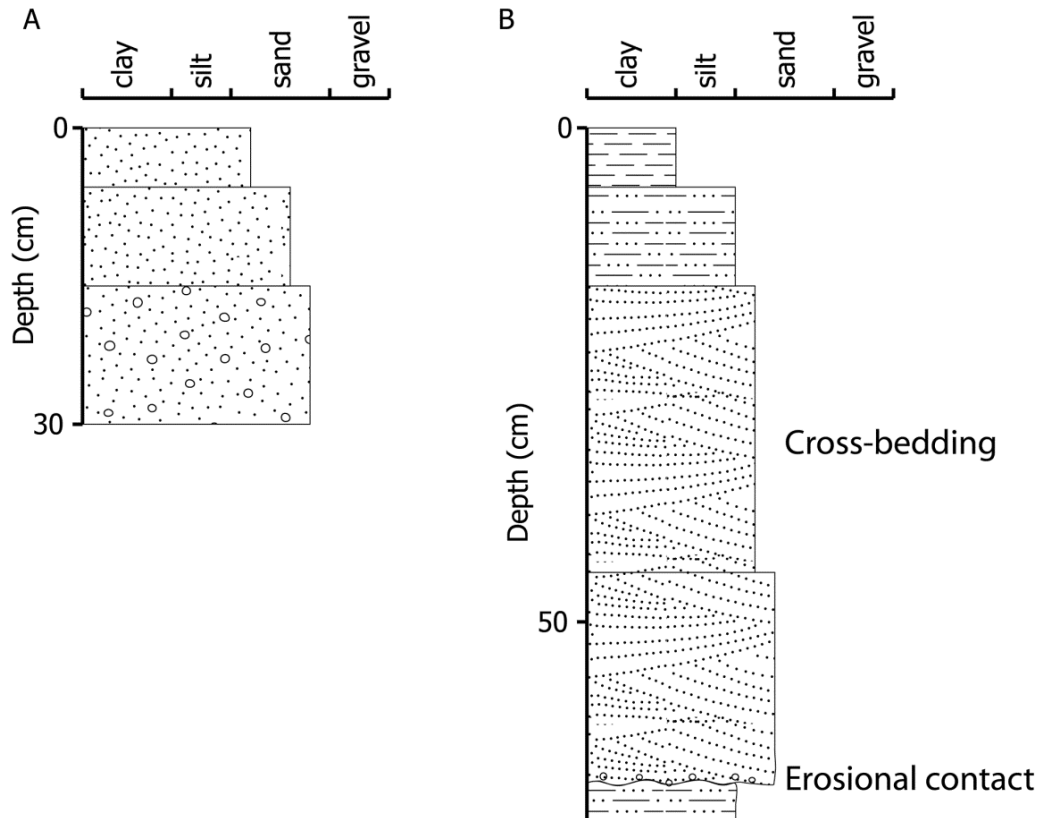 A
clay
silt
sand
gravel
0
Depth (cm)
30
B
clay
silt
sand
gravel
0
Depth (cm)
Cross-bedding
50
Erosional contact